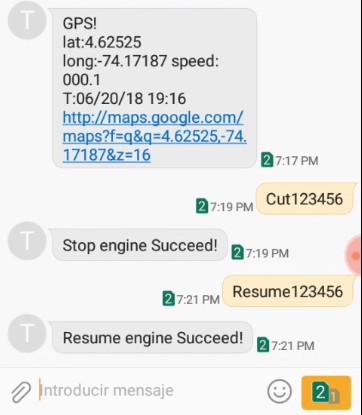 T
GPS!
lat:4.62525
long:-74.17187 speed:
000.1
T:06/20/18 19:16
http://maps.google.com/
maps?f=q&q=4.62525,-74.
17187&z=16
2 7:17 PM
2 7:19 PM
Cut123456
T
Stop engine Succeed!
2 7:19 PM
2 7:21 PM
Resume123456
T
Resume engine Succeed!
2 7:21 PM
Introducir mensaje
2 1